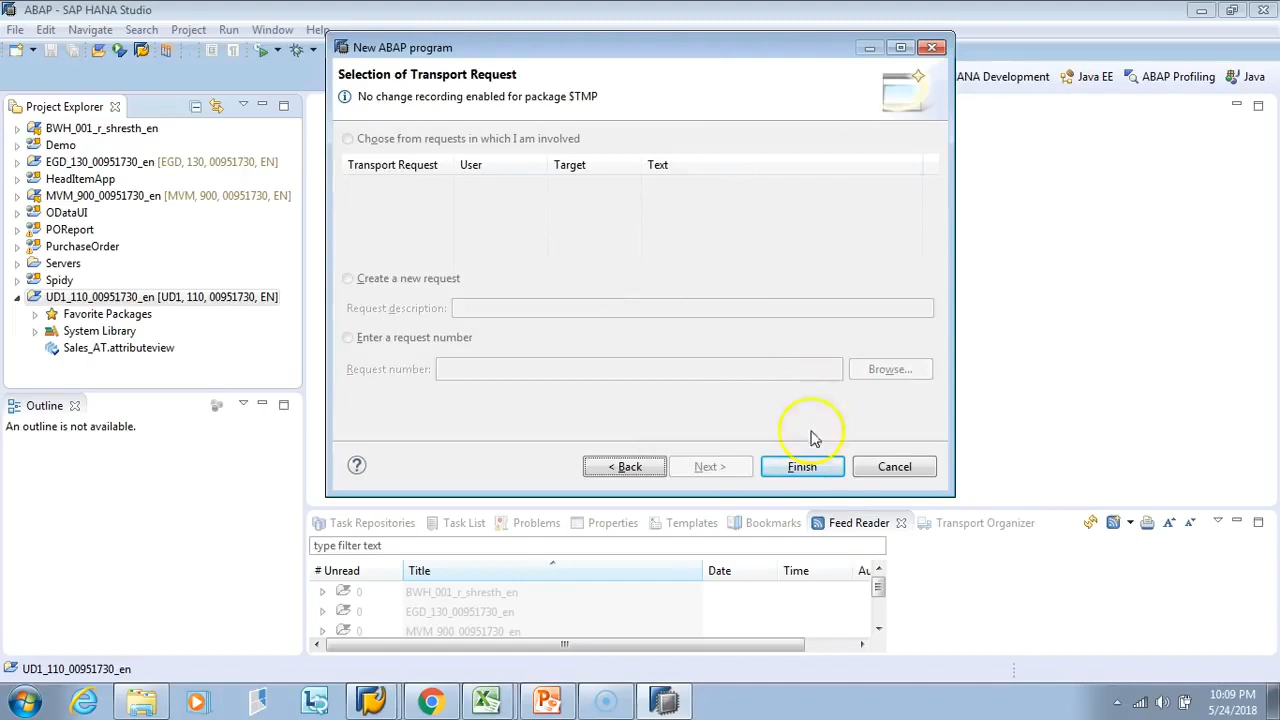 ABAP - SAP HANA Studio
File Edit Navigate Search Project Run Window Help
New ABAP program
Selection of Transport Request
No change recording enabled for package $TMP
ANA Development Java EE ABAP Profiling Java
Project Explorer
BWH_001_r_shresth_en
Demo
EGD_130_00951730_en [EGD, 130, 00951730, EN]
HeadItemApp
MVM_900_00951730_en [MVM, 900, 00951730, EN]
ODataUI
POReport
PurchaseOrder
Servers
Spidy
UD1_110_00951730_en [UD1, 110, 00951730, EN]
Favorite Packages
System Library
Sales_AT.attributeview
Choose from requests in which I am involved
Transport Request User Target Text
Create a new request
Request description:
Enter a request number
Request number: Browse...
< Back Next > Finish Cancel
Outline
An outline is not available.
Task Repositories Task List Problems Properties Templates Bookmarks Feed Reader Transport Organizer
type filter text
# Unread Title Date Time Au
0 BWH_001_r_shresth_en
0 EGD_130_00951730_en
0 MVM_900_00951730_en
UD1_110_00951730_en
10:09 PM
5/24/2018